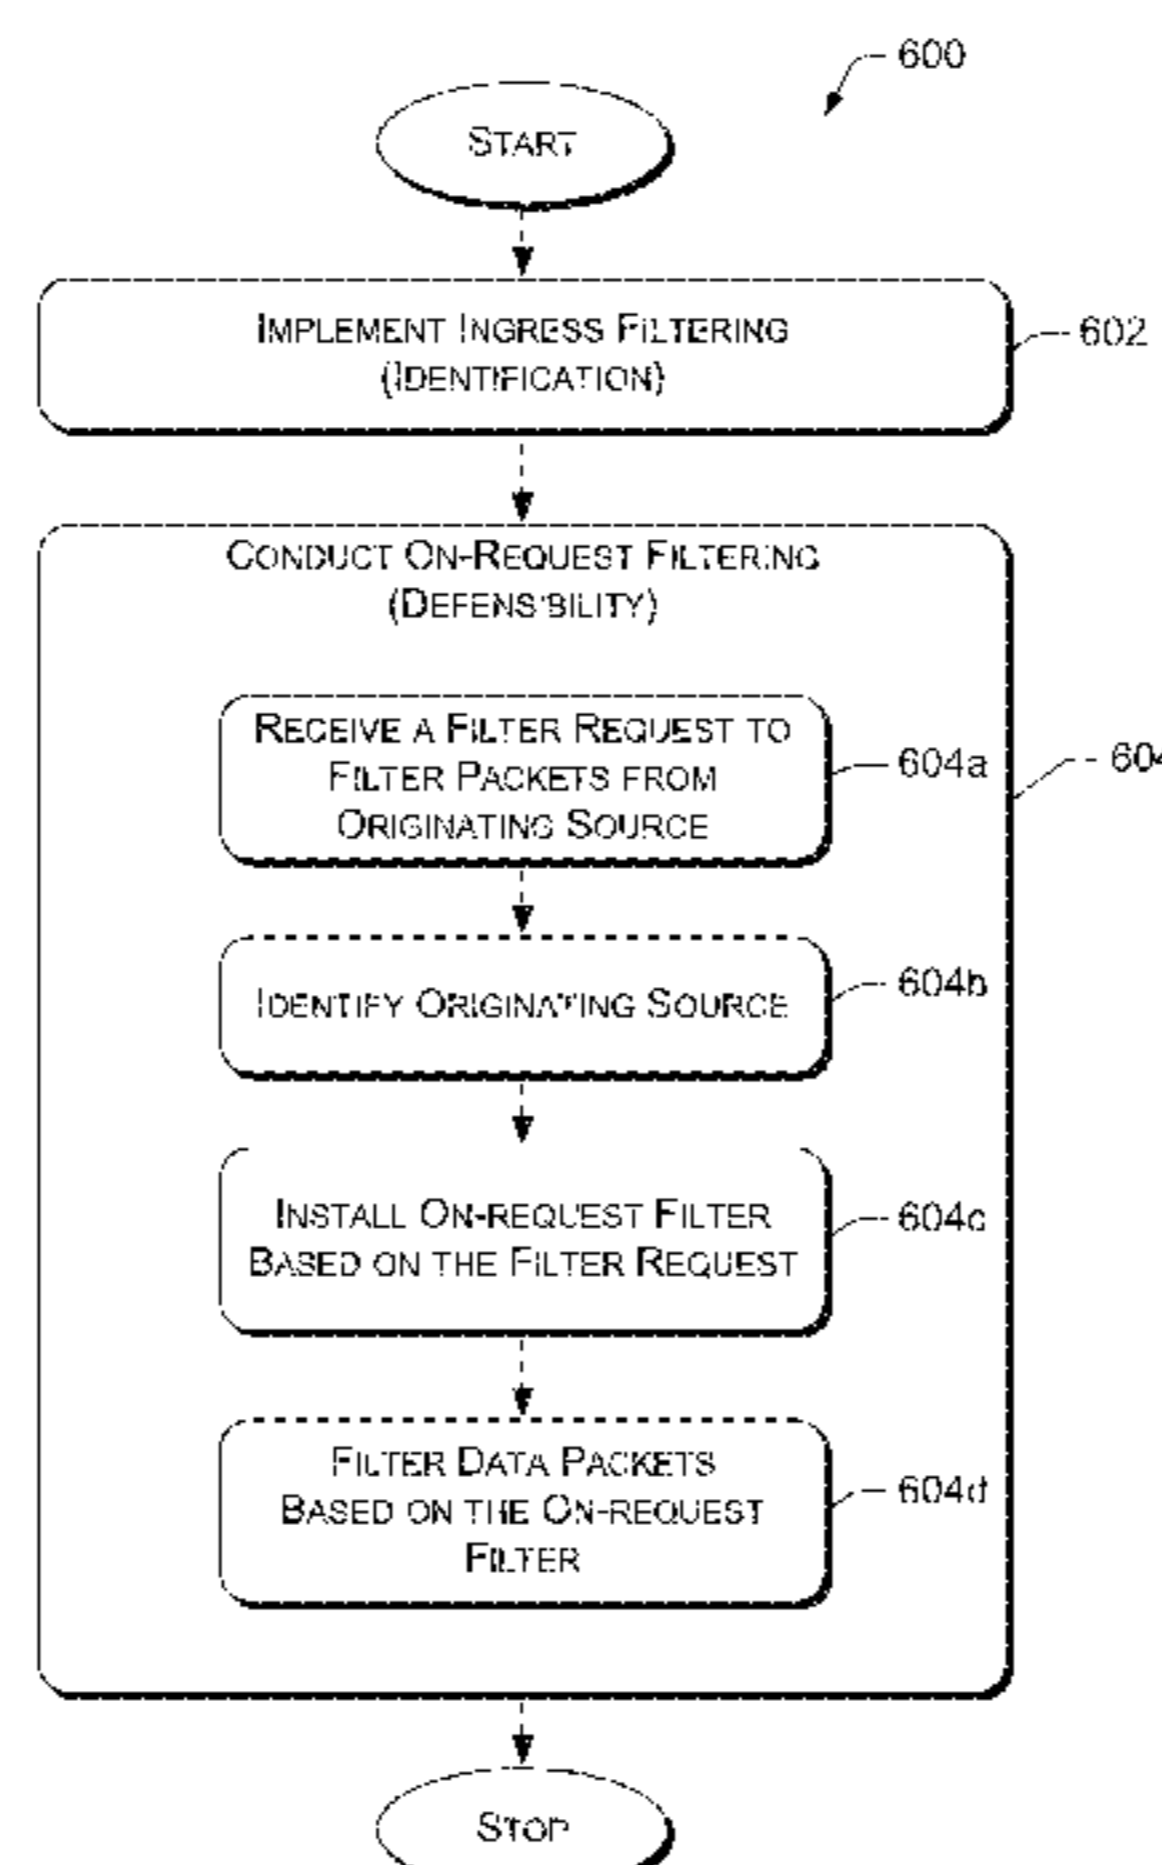 600
START
IMPLEMENT INGRESS FILTERING
(IDENTIFICATION)
602
CONDUCT ON-REQUEST FILTERING
(DEFENSIBILITY)
RECEIVE A FILTER REQUEST TO
FILTER PACKETS FROM
ORIGINATING SOURCE
604a
604
IDENTIFY ORIGINATING SOURCE
604b
INSTALL ON-REQUEST FILTER
BASED ON THE FILTER REQUEST
604c
FILTER DATA PACKETS
BASED ON THE ON-REQUEST
FILTER
604d
STOP